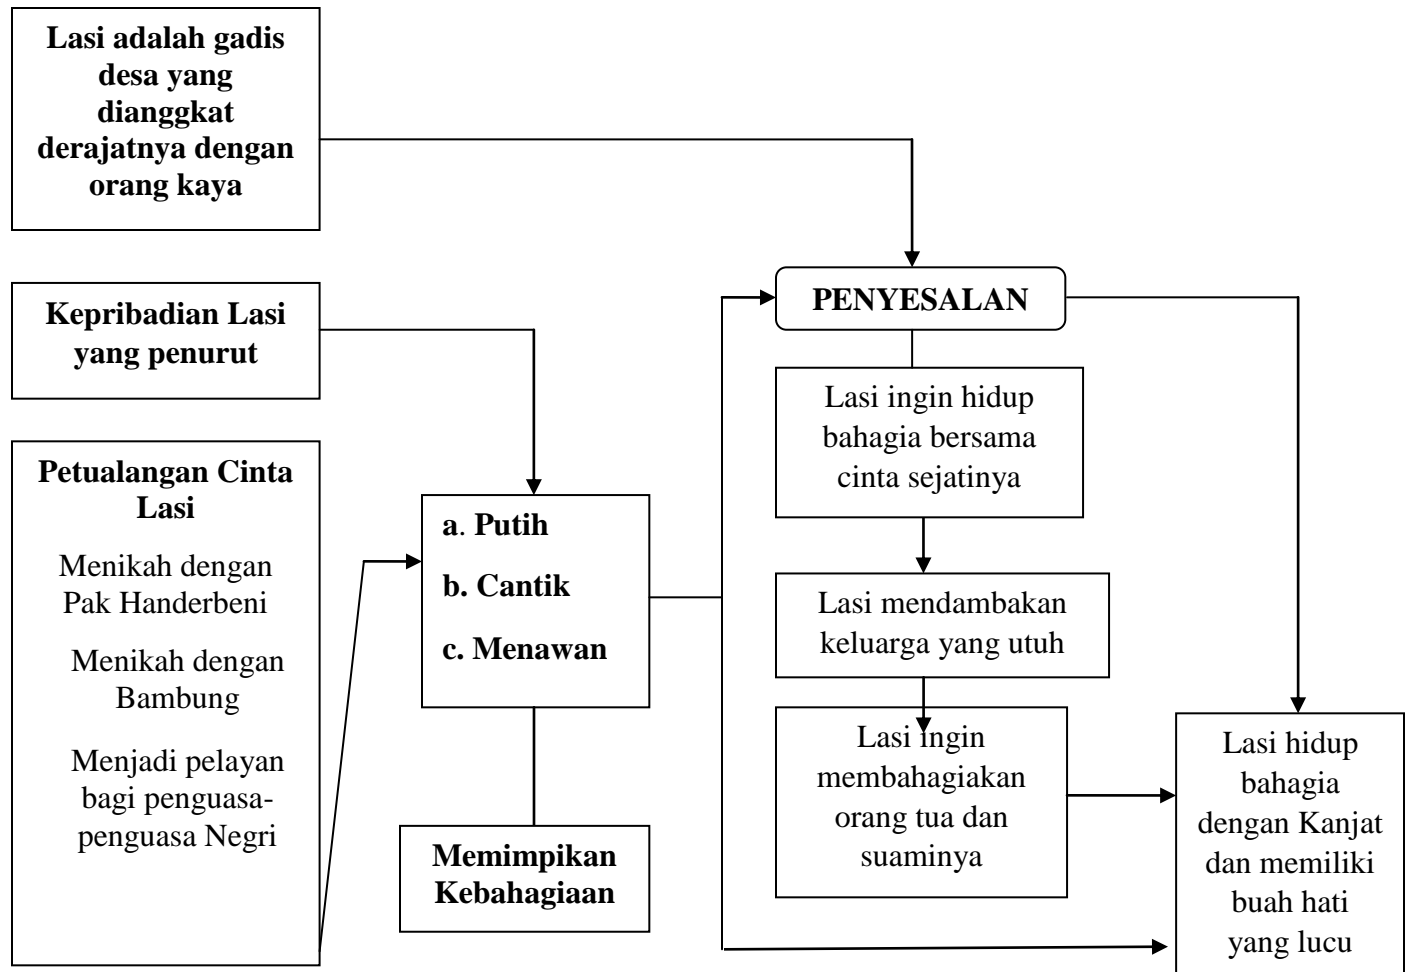 Lasi adalah gadis
desa yang
dianggkat
derajatnya dengan
orang kaya
Kepribadian Lasi
yang penurut
Petualangan Cinta
Lasi
Menikah dengan
Pak Handerbeni
Menikah dengan
Bambung
Menjadi pelayan
bagi penguasa-
penguasa Negri
a. Putih
b. Cantik
c. Menawan
Memimpikan
Kebahagiaan
PENYESALAN
Lasi ingin hidup
bahagia bersama
cinta sejatinya
Lasi mendambakan
keluarga yang utuh
Lasi ingin
membahagiakan
orang tua dan
suaminya
Lasi hidup
bahagia
dengan Kanjat
dan memiliki
buah hati
yang lucu